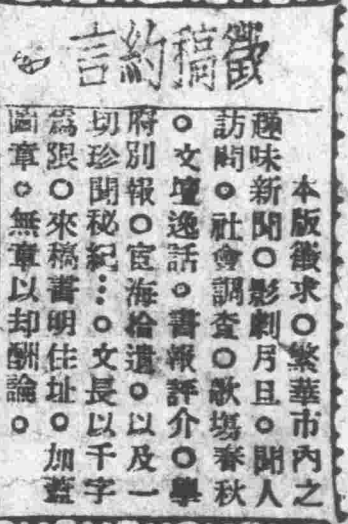 徵稿約言
本版徵求○繁華市內之
趣味新聞○影劇月旦○聞人
訪問○社會調查○歌塲春秋
○文壇逸話○書報評介○學
府別報○宦海拾遺○以及一
切珍聞秘紀…○文長以千字
爲限○來稿書明住址○加蓋
圖章○無章以却酬論○